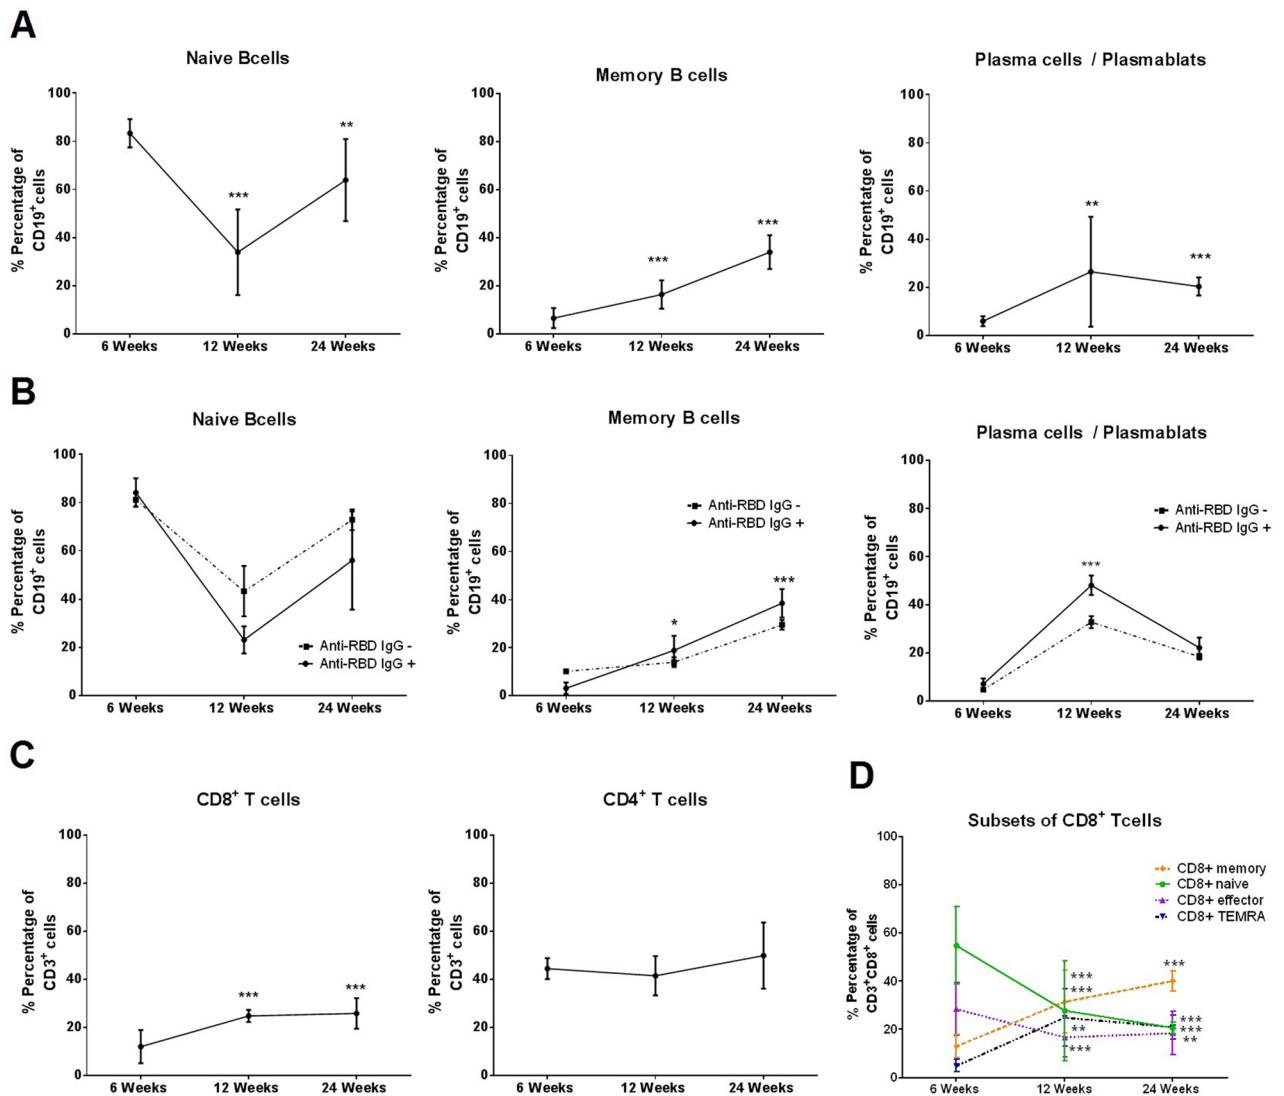 A
Naive Bcells
% Percentatge of
CD19+ cells
100
80
60
40
20
0
***
**
6 Weeks 12 Weeks 24 Weeks
Memory B cells
% Percentatge of
CD19+ cells
100
80
60
40
20
0
***
***
6 Weeks 12 Weeks 24 Weeks
Plasma cells / Plasmablats
% Percentatge of
CD19+ cells
100
80
60
40
20
0
**
***
6 Weeks 12 Weeks 24 Weeks
B
Naive Bcells
% Percentatge of
CD19+ cells
100
80
60
40
20
0
Anti-RBD IgG -
Anti-RBD IgG +
6 Weeks 12 Weeks 24 Weeks
Memory B cells
% Percentatge of
CD19+ cells
100
80
60
40
20
0
Anti-RBD IgG -
Anti-RBD IgG +
*
***
6 Weeks 12 Weeks 24 Weeks
Plasma cells / Plasmablats
% Percentatge of
CD19+ cells
100
80
60
40
20
0
Anti-RBD IgG -
Anti-RBD IgG +
***
6 Weeks 12 Weeks 24 Weeks
C
CD8+ T cells
% Percentatge of
CD3+ cells
100
80
60
40
20
0
***
***
6 Weeks 12 Weeks 24 Weeks
CD4+ T cells
% Percentatge of
CD3+ cells
100
80
60
40
20
0
6 Weeks 12 Weeks 24 Weeks
D
Subsets of CD8+ Tcells
% Percentatge of
CD3+CD8+ cells
100
80
60
40
20
0
CD8+ memory
CD8+ naive
CD8+ effector
CD8+ TEMRA
***
***
**
***
***
***
***
**
6 Weeks 12 Weeks 24 Weeks